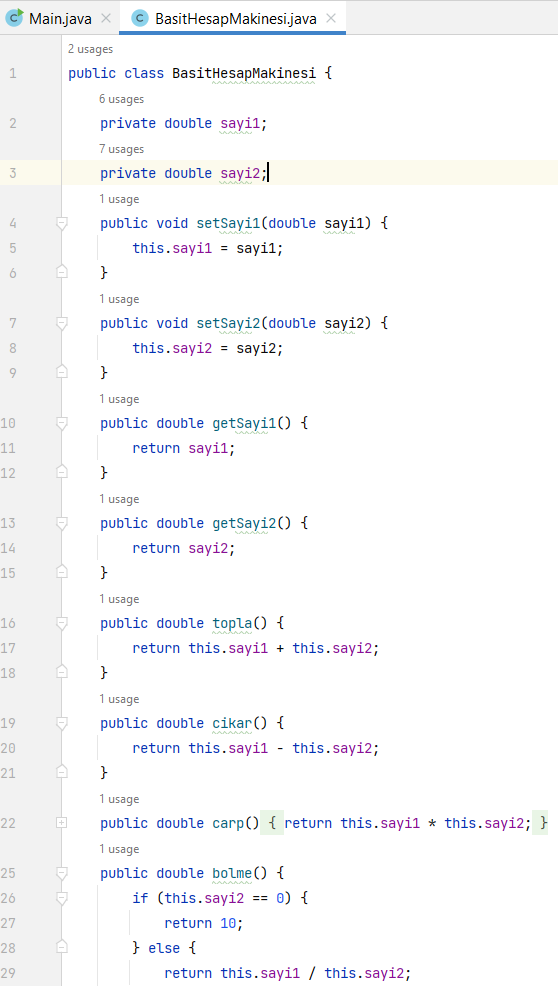 Main.java BasitHesapMakinesi.java
2 usages
1 public class BasitHesapMakinesi {
6 usages
2 private double sayi1;
7 usages
3 private double sayi2;
1 usage
4 public void setSayi1(double sayi1) {
5 this.sayi1 = sayi1;
6 }
1 usage
7 public void setSayi2(double sayi2) {
8 this.sayi2 = sayi2;
9 }
1 usage
10 public double getSayi1() {
11 return sayi1;
12 }
1 usage
13 public double getSayi2() {
14 return sayi2;
15 }
1 usage
16 public double topla() {
17 return this.sayi1 + this.sayi2;
18 }
1 usage
19 public double cikar() {
20 return this.sayi1 - this.sayi2;
21 }
1 usage
22 public double carp() { return this.sayi1 * this.sayi2; }
1 usage
25 public double bolme() {
26 if (this.sayi2 == 0) {
27 return 10;
28 } else {
29 return this.sayi1 / this.sayi2;